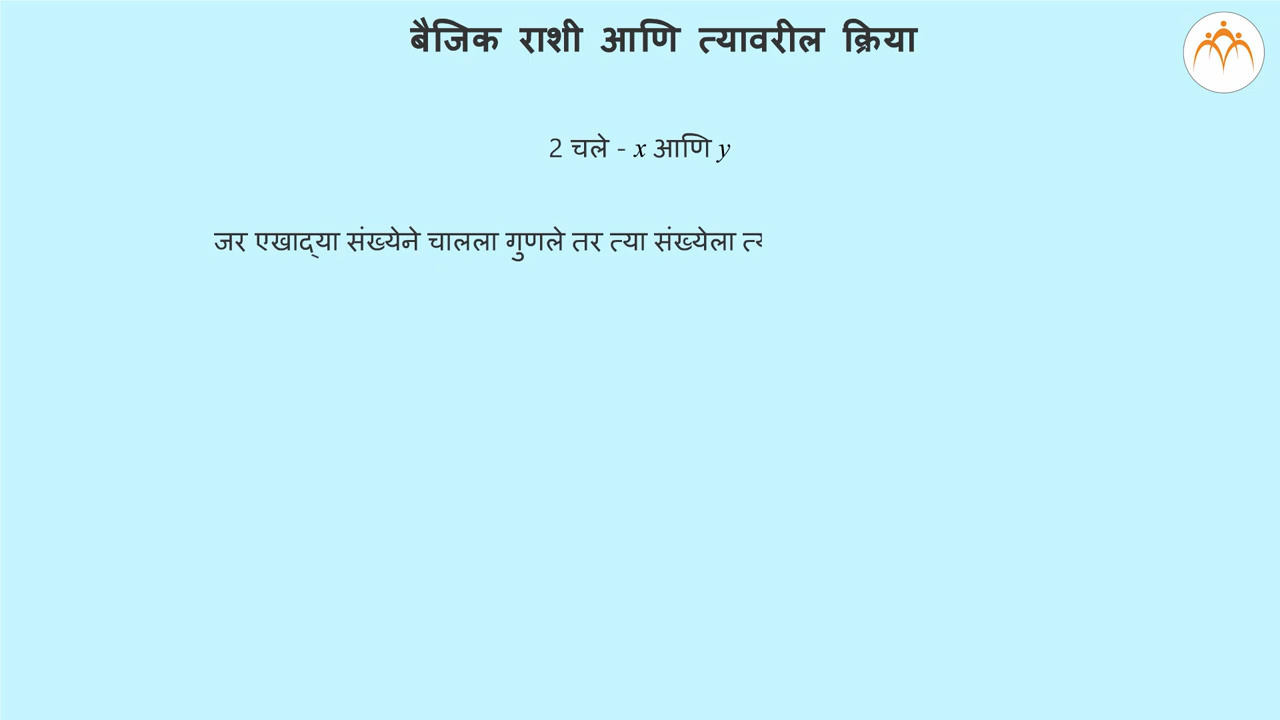 बैजिक राशी आणि त्यावरील क्रिया
2 चले - x आणि y
जर एखाद्या संख्येने चालला गुणले तर त्या संख्येला